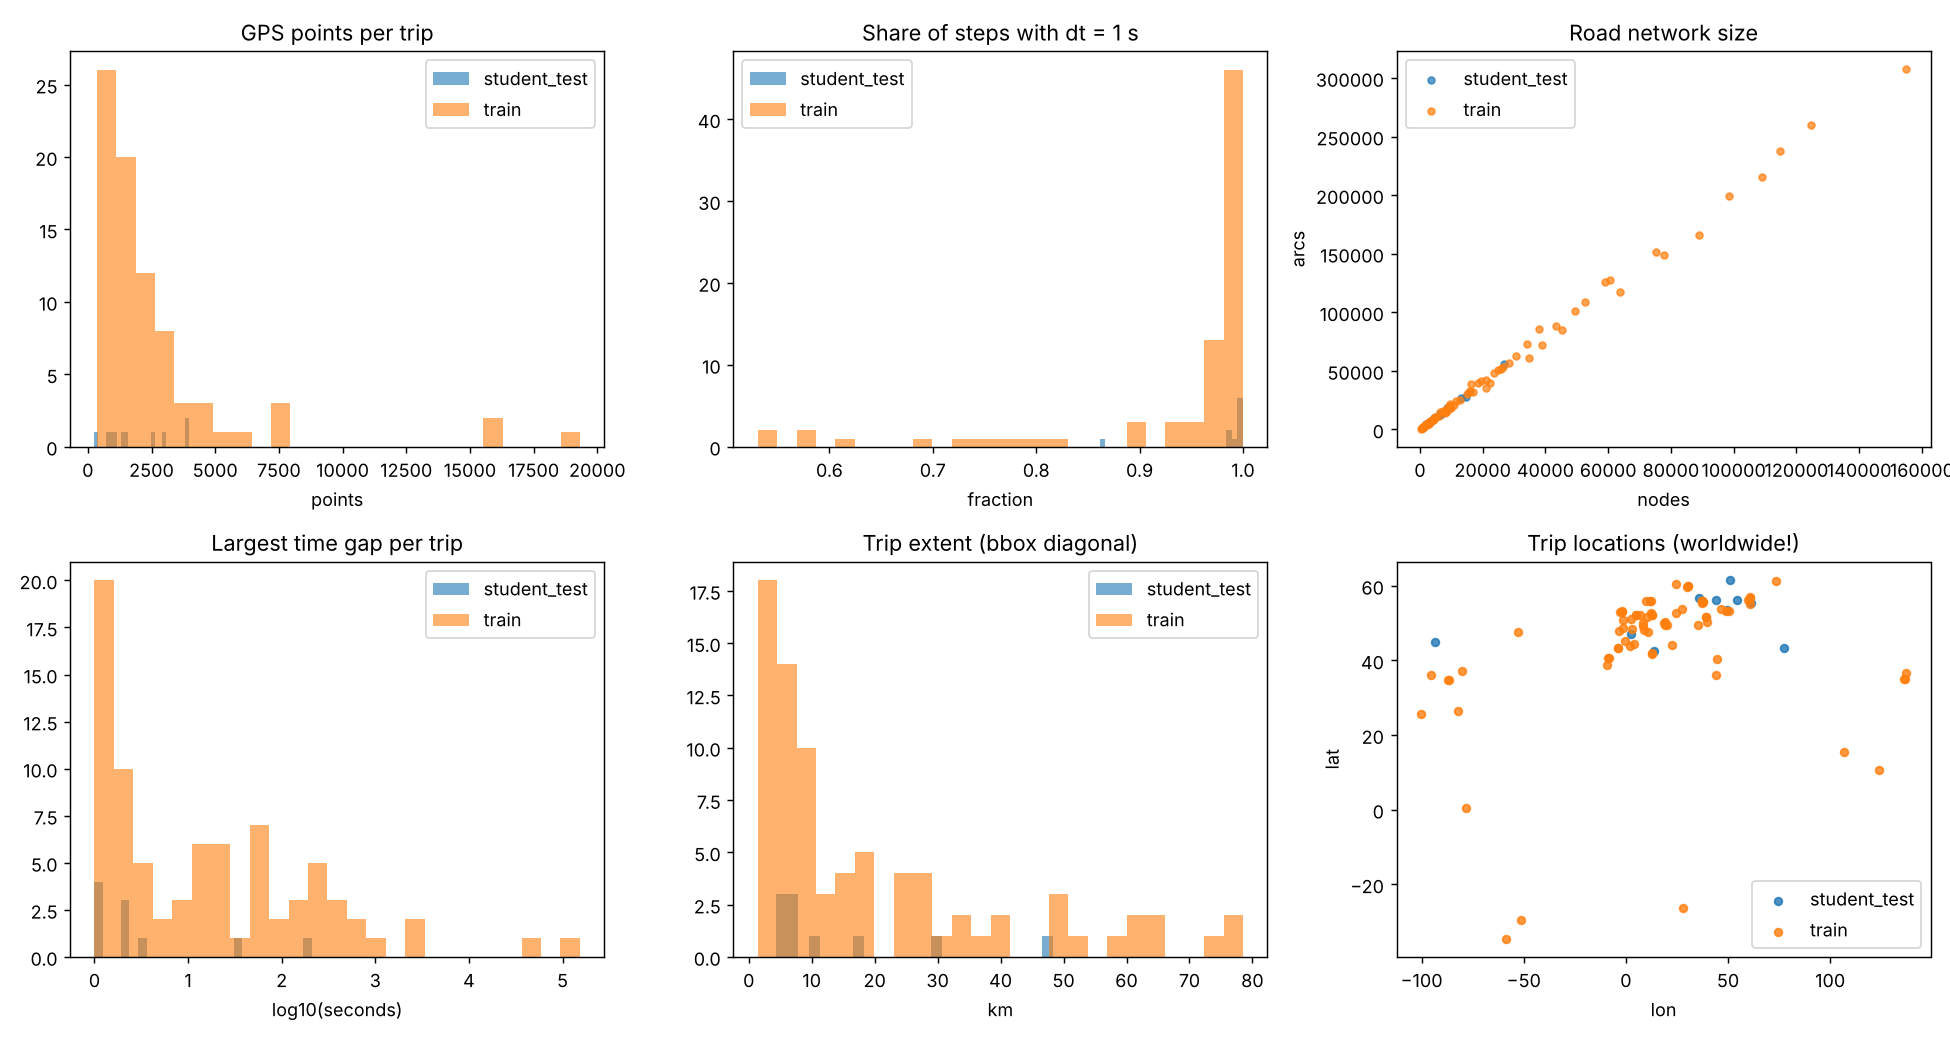 GPS points per trip
student_test
train
25
20
15
10
5
0
0 2500 5000 7500 10000 12500 15000 17500 20000
points
Share of steps with dt = 1 s
student_test
train
40
30
20
10
0
0.6 0.7 0.8 0.9 1.0
fraction
Road network size
student_test
train
arcs
300000
250000
200000
150000
100000
50000
0
0 20000 40000 60000 80000 100000 120000 140000 160000
nodes
Largest time gap per trip
student_test
train
20.0
17.5
15.0
12.5
10.0
7.5
5.0
2.5
0.0
0 1 2 3 4 5
log10(seconds)
Trip extent (bbox diagonal)
student_test
train
17.5
15.0
12.5
10.0
7.5
5.0
2.5
0.0
0 10 20 30 40 50 60 70 80
km
Trip locations (worldwide!)
lat
60
40
20
0
−20
student_test
train
−100 −50 0 50 100
lon